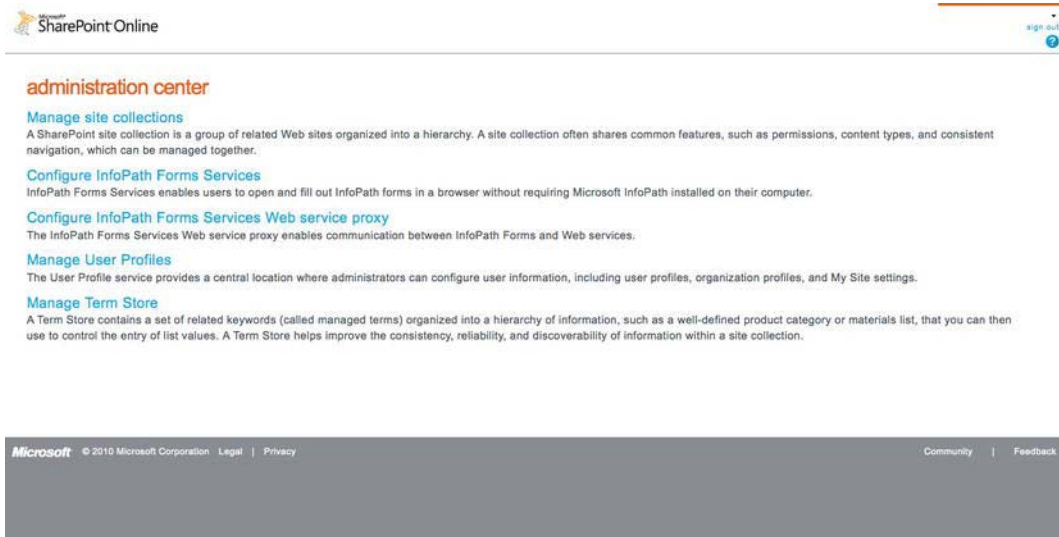 Microsoft®
SharePoint Online
sign out
?
administration center
Manage site collections
A SharePoint site collection is a group of related Web sites organized into a hierarchy. A site collection often shares common features, such as permissions, content types, and consistent
navigation, which can be managed together.
Configure InfoPath Forms Services
InfoPath Forms Services enables users to open and fill out InfoPath forms in a browser without requiring Microsoft InfoPath installed on their computer.
Configure InfoPath Forms Services Web service proxy
The InfoPath Forms Services Web service proxy enables communication between InfoPath Forms and Web services.
Manage User Profiles
The User Profile service provides a central location where administrators can configure user information, including user profiles, organization profiles, and My Site settings.
Manage Term Store
A Term Store contains a set of related keywords (called managed terms) organized into a hierarchy of information, such as a well-defined product category or materials list, that you can then
use to control the entry of list values. A Term Store helps improve the consistency, reliability, and discoverability of information within a site collection.
Microsoft © 2010 Microsoft Corporation Legal | Privacy Community | Feedback